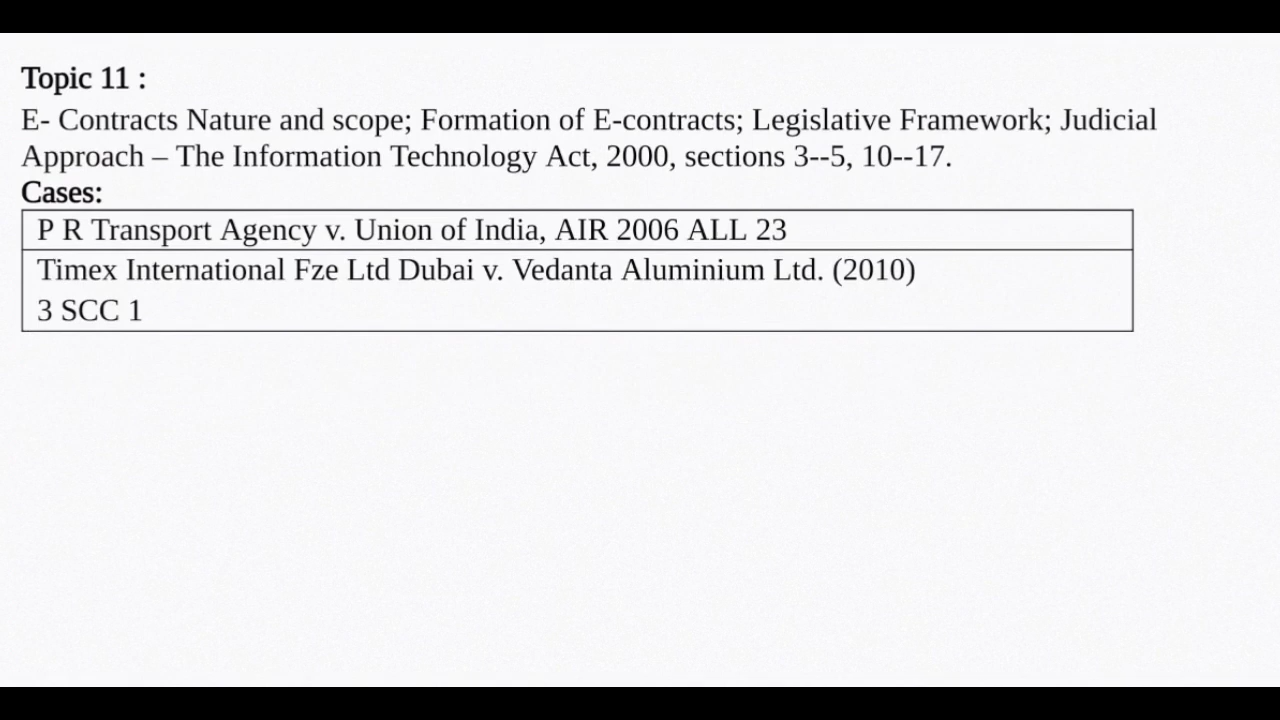 Topic 11 :
E- Contracts Nature and scope; Formation of E-contracts; Legislative Framework; Judicial
Approach – The Information Technology Act, 2000, sections 3--5, 10--17.
Cases:
P R Transport Agency v. Union of India, AIR 2006 ALL 23
Timex International Fze Ltd Dubai v. Vedanta Aluminium Ltd. (2010)
3 SCC 1